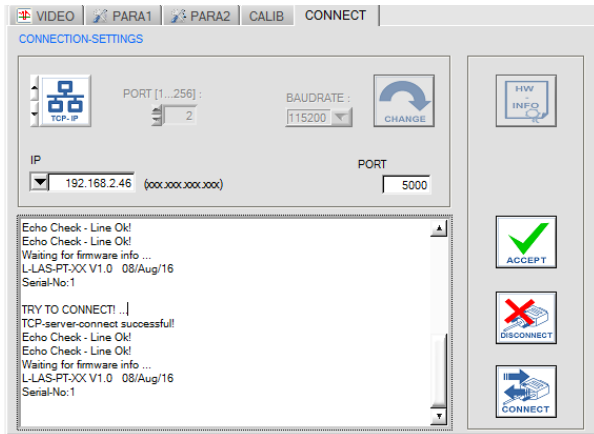 VIDEO PARA1 PARA2 CALIB CONNECT
CONNECTION-SETTINGS
TCP-IP
PORT [1...256] :
2
BAUDRATE :
115200
CHANGE
HW
-
INFO
IP
192.168.2.46 (xxx.xxx.xxx.xxx)
PORT
5000
Echo Check - Line Ok!
Echo Check - Line Ok!
Waiting for firmware info ...
L-LAS-PT-XX V1.0 08/Aug/16
Serial-No:1
TRY TO CONNECT! ...
TCP-server-connect successful!
Echo Check - Line Ok!
Echo Check - Line Ok!
Waiting for firmware info ...
L-LAS-PT-XX V1.0 08/Aug/16
Serial-No:1
ACCEPT
DISCONNECT
CONNECT